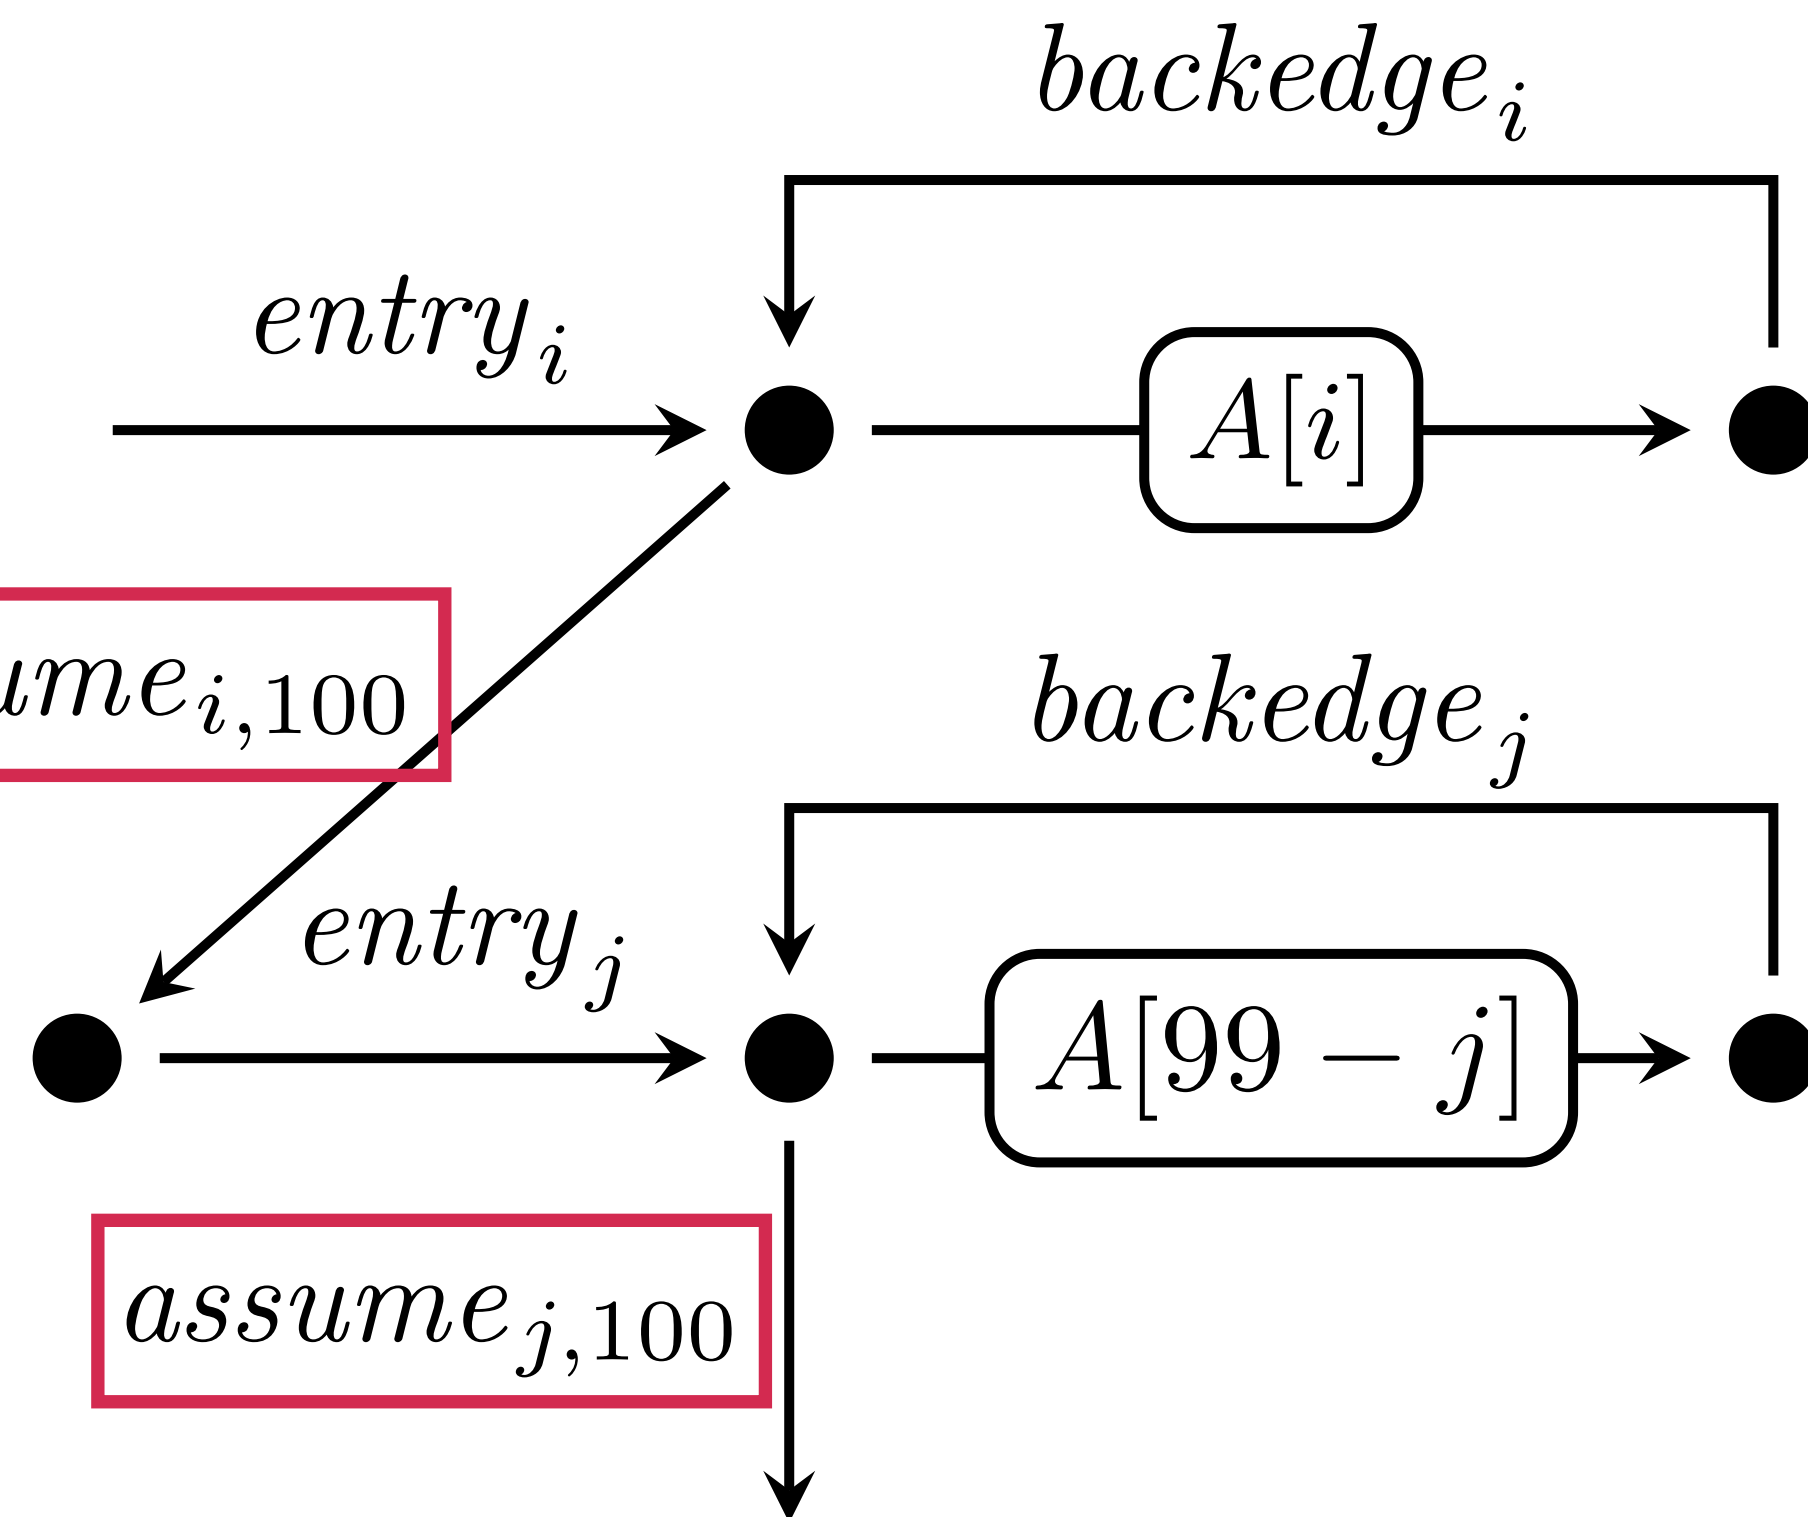 backedge_i
entry_i
A[i]
ume_{i,100}
backedge_j
entry_j
A[99 − j]
assume_{j,100}